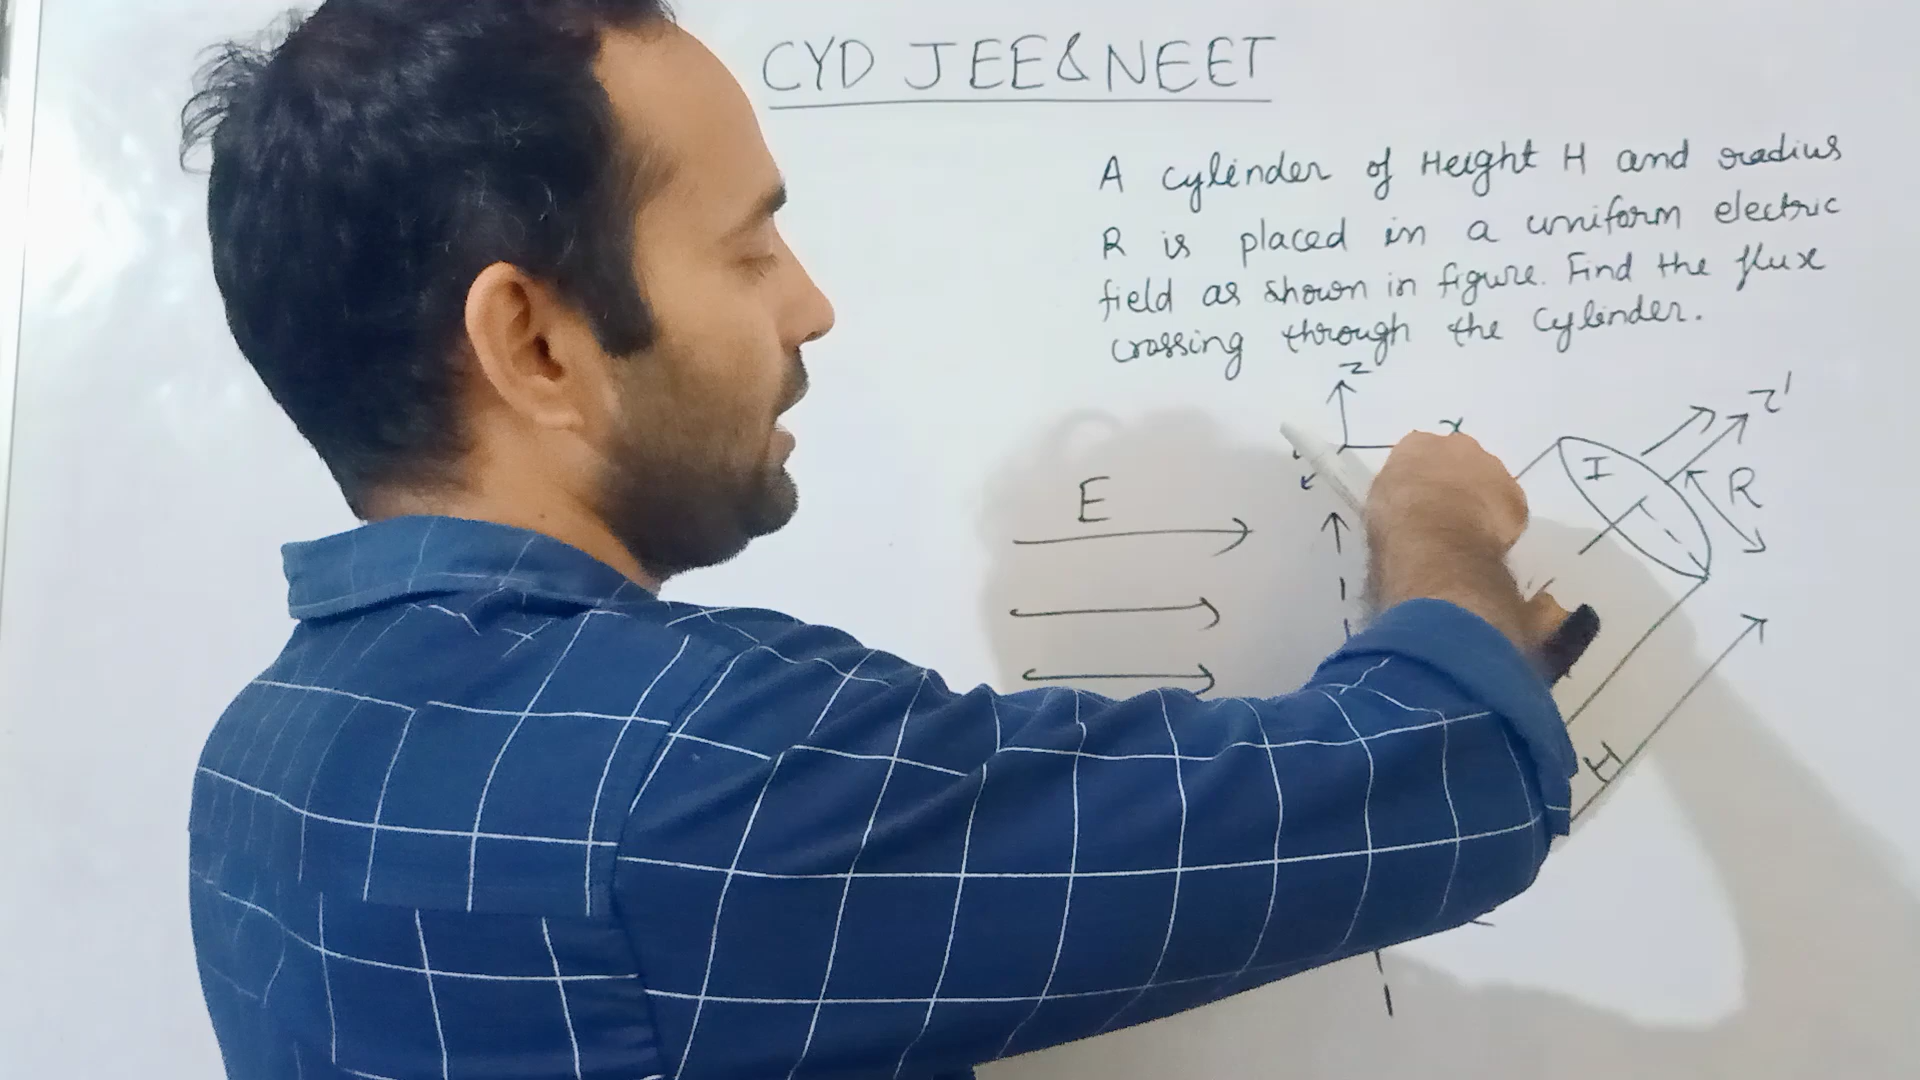 CYD JEE&NEET
A cylinder of Height H and radius
R is placed in a uniform electric
field as shown in figure. Find the flux
crossing through the cylinder.
z
x
z'
E
I
R
H